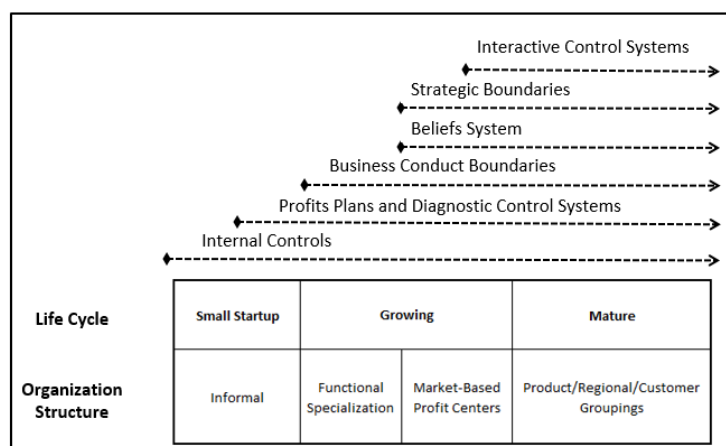 Interactive Control Systems
Strategic Boundaries
Beliefs System
Business Conduct Boundaries
Profits Plans and Diagnostic Control Systems
Internal Controls
Life Cycle
Small Startup
Growing
Mature
Organization
Structure
Informal
Functional
Specialization
Market-Based
Profit Centers
Product/Regional/Customer
Groupings